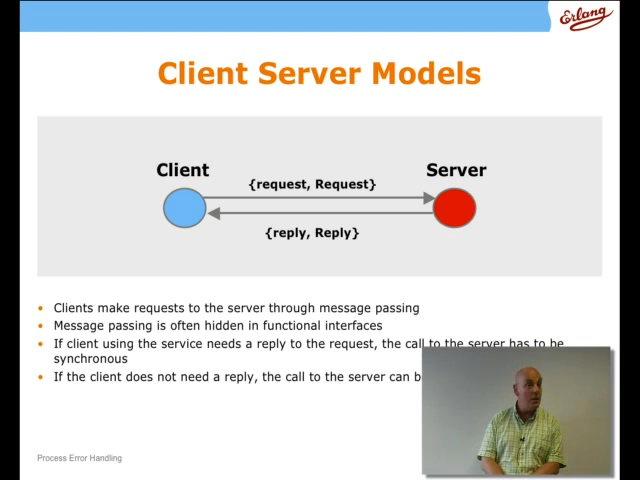 Erlang
Client Server Models
Client
Server
{request, Request}
{reply, Reply}
• Clients make requests to the server through message passing
• Message passing is often hidden in functional interfaces
• If client using the service needs a reply to the request, the call to the server has to be
synchronous
• If the client does not need a reply, the call to the server can
Process Error Handling